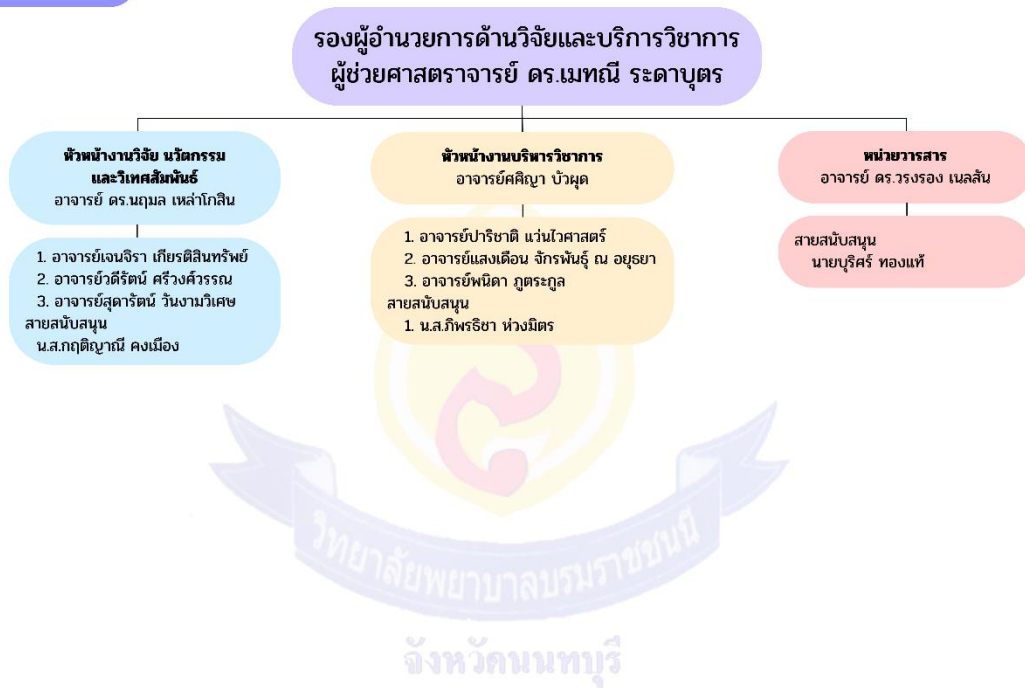 รองผู้อำนวยการด้านวิจัยและบริการวิชาการ
ผู้ช่วยศาสตราจารย์ ดร.เมทณี ระดาบุตร
หัวหน้างานวิจัย นวัตกรรม
และวิเทศสัมพันธ์
อาจารย์ ดร.นฤมล เหล่าโกสิน
1. อาจารย์เจนจิรา เกียรติสินทรัพย์
2. อาจารย์วดีรัตน์ ศรีวงศ์วรรณ
3. อาจารย์สุดารัตน์ วันงามวิเศษ
สายสนับสนุน
น.ส.กฤติญาณี คงเมือง
หัวหน้างานบริหารวิชาการ
อาจารย์ศศิญา บัวผุด
1. อาจารย์ปาริชาติ แว่นไวศาสตร์
2. อาจารย์แสงเดือน จักรพันธุ์ ณ อยุธยา
3. อาจารย์พนิดา ภูตระกูล
สายสนับสนุน
1. น.ส.ภิพรธิชา ห่วงมิตร
หน่วยวารสาร
อาจารย์ ดร.วรงรอง เนลสัน
สายสนับสนุน
นายบุริศร์ ทองแท้
วิทยาลัยพยาบาลบรมราชชนนี
จังหวัดนนทบุรี